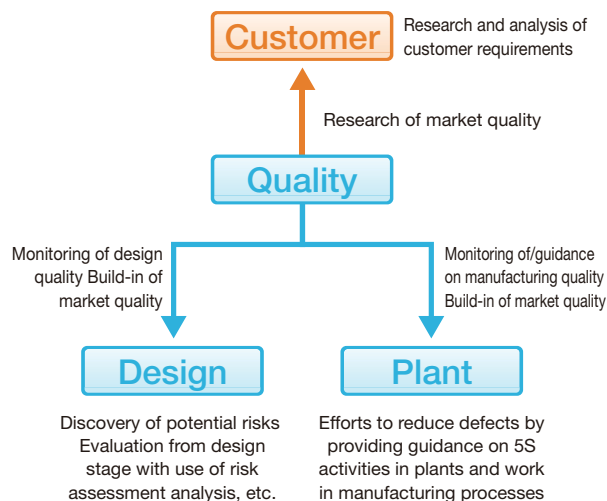 Customer
Research and analysis of
customer requirements
Research of market quality
Quality
Monitoring of design
quality Build-in of
market quality
Monitoring of/guidance
on manufacturing quality
Build-in of market quality
Design
Plant
Discovery of potential risks
Evaluation from design
stage with use of risk
assessment analysis, etc.
Efforts to reduce defects by
providing guidance on 5S
activities in plants and work
in manufacturing processes